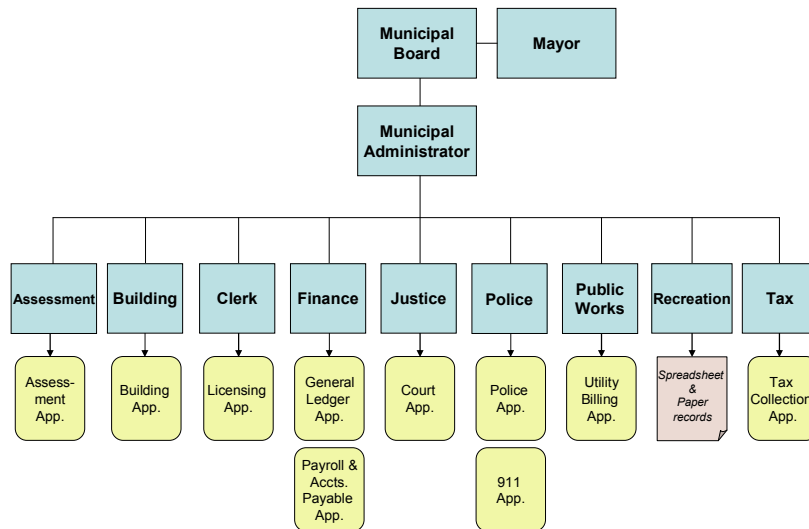 Municipal
Board
Mayor
Municipal
Administrator
Assessment
Building
Clerk
Finance
Justice
Police
Public
Works
Recreation
Tax
Assess-
ment
App.
Building
App.
Licensing
App.
General
Ledger
App.
Court
App.
Police
App.
Utility
Billing
App.
Spreadsheet
&
Paper
records
Tax
Collection
App.
Payroll &
Accts.
Payable
App.
911
App.